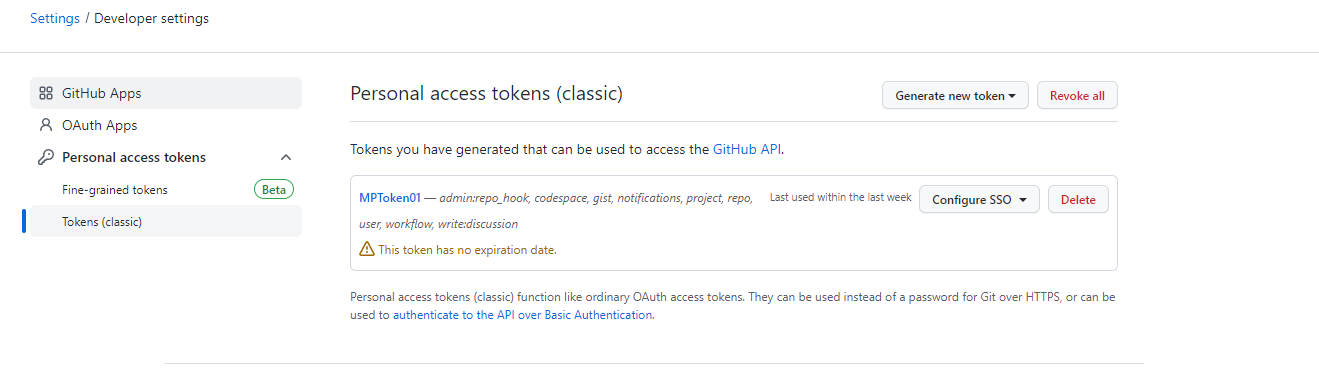 Settings / Developer settings
GitHub Apps
OAuth Apps
Personal access tokens
Fine-grained tokens Beta
Tokens (classic)
Personal access tokens (classic) Generate new token Revoke all
Tokens you have generated that can be used to access the GitHub API.
MPToken01 — admin:repo_hook, codespace, gist, notifications, project, repo,
user, workflow, write:discussion
Last used within the last week Configure SSO Delete
This token has no expiration date.
Personal access tokens (classic) function like ordinary OAuth access tokens. They can be used instead of a password for Git over HTTPS, or can be
used to authenticate to the API over Basic Authentication.